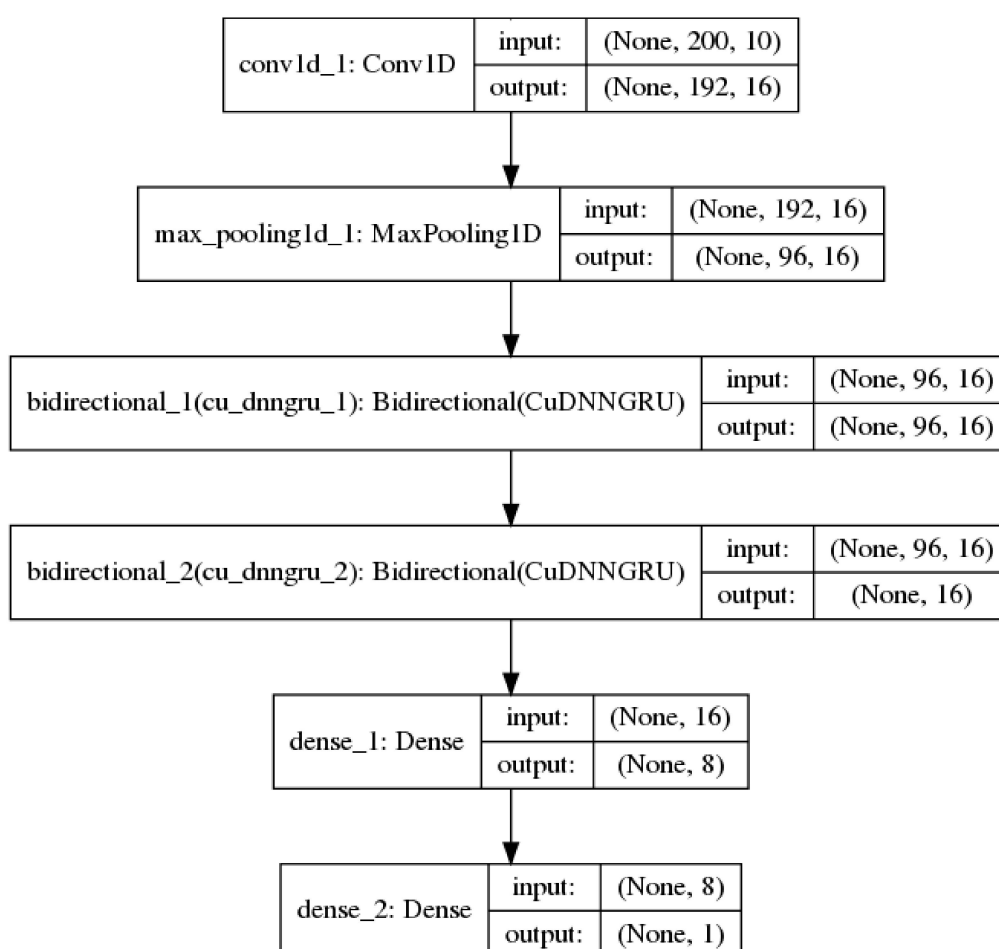 conv1d_1: Conv1D
input: (None, 200, 10)
output: (None, 192, 16)
max_pooling1d_1: MaxPooling1D
input: (None, 192, 16)
output: (None, 96, 16)
bidirectional_1(cu_dnngru_1): Bidirectional(CuDNNGRU)
input: (None, 96, 16)
output: (None, 96, 16)
bidirectional_2(cu_dnngru_2): Bidirectional(CuDNNGRU)
input: (None, 96, 16)
output: (None, 16)
dense_1: Dense
input: (None, 16)
output: (None, 8)
dense_2: Dense
input: (None, 8)
output: (None, 1)